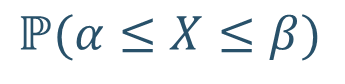 ℙ(𝛼 ≤ 𝑋 ≤ 𝛽)